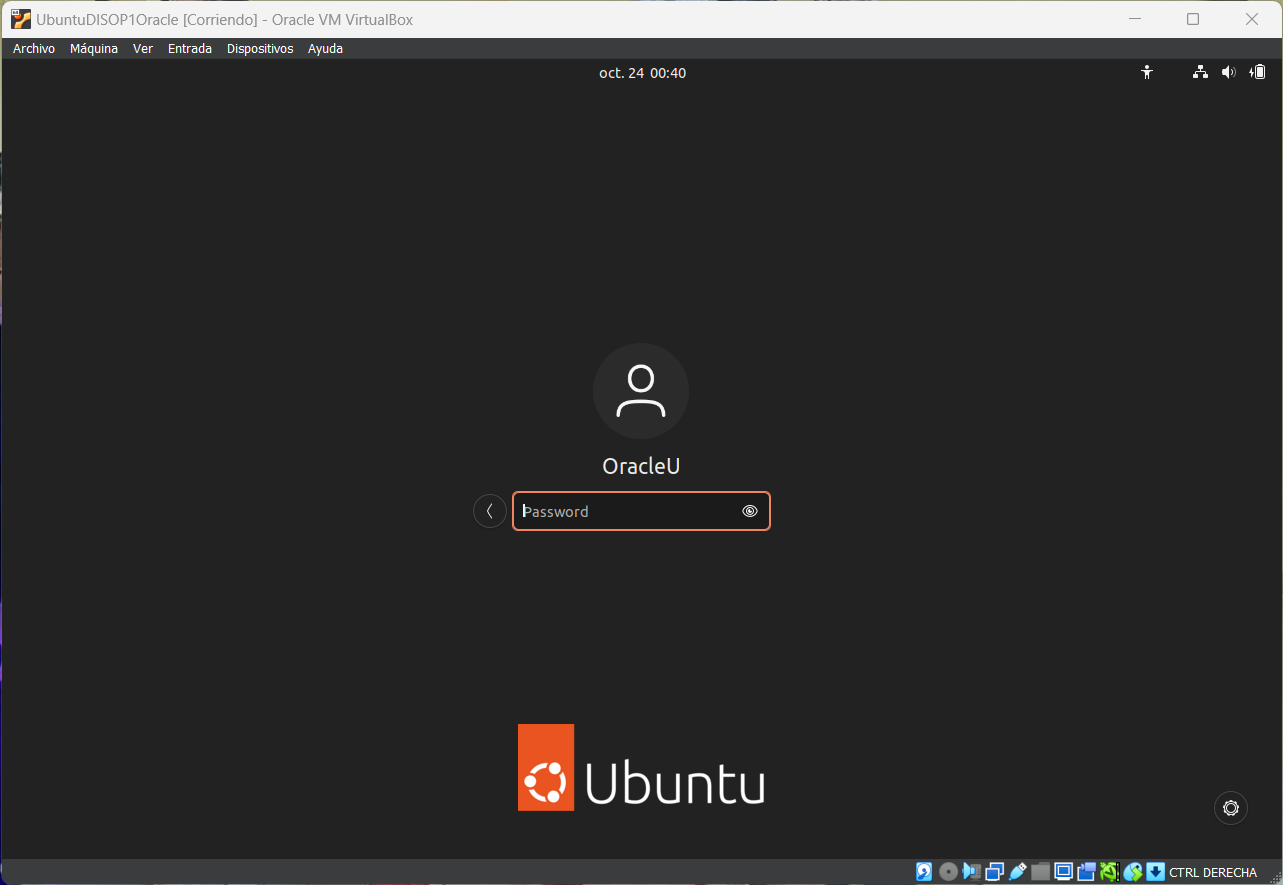 UbuntuDISOP1Oracle [Corriendo] - Oracle VM VirtualBox
Archivo Máquina Ver Entrada Dispositivos Ayuda
oct. 24 00:40
OracleU
Password
Ubuntu
CTRL DERECHA